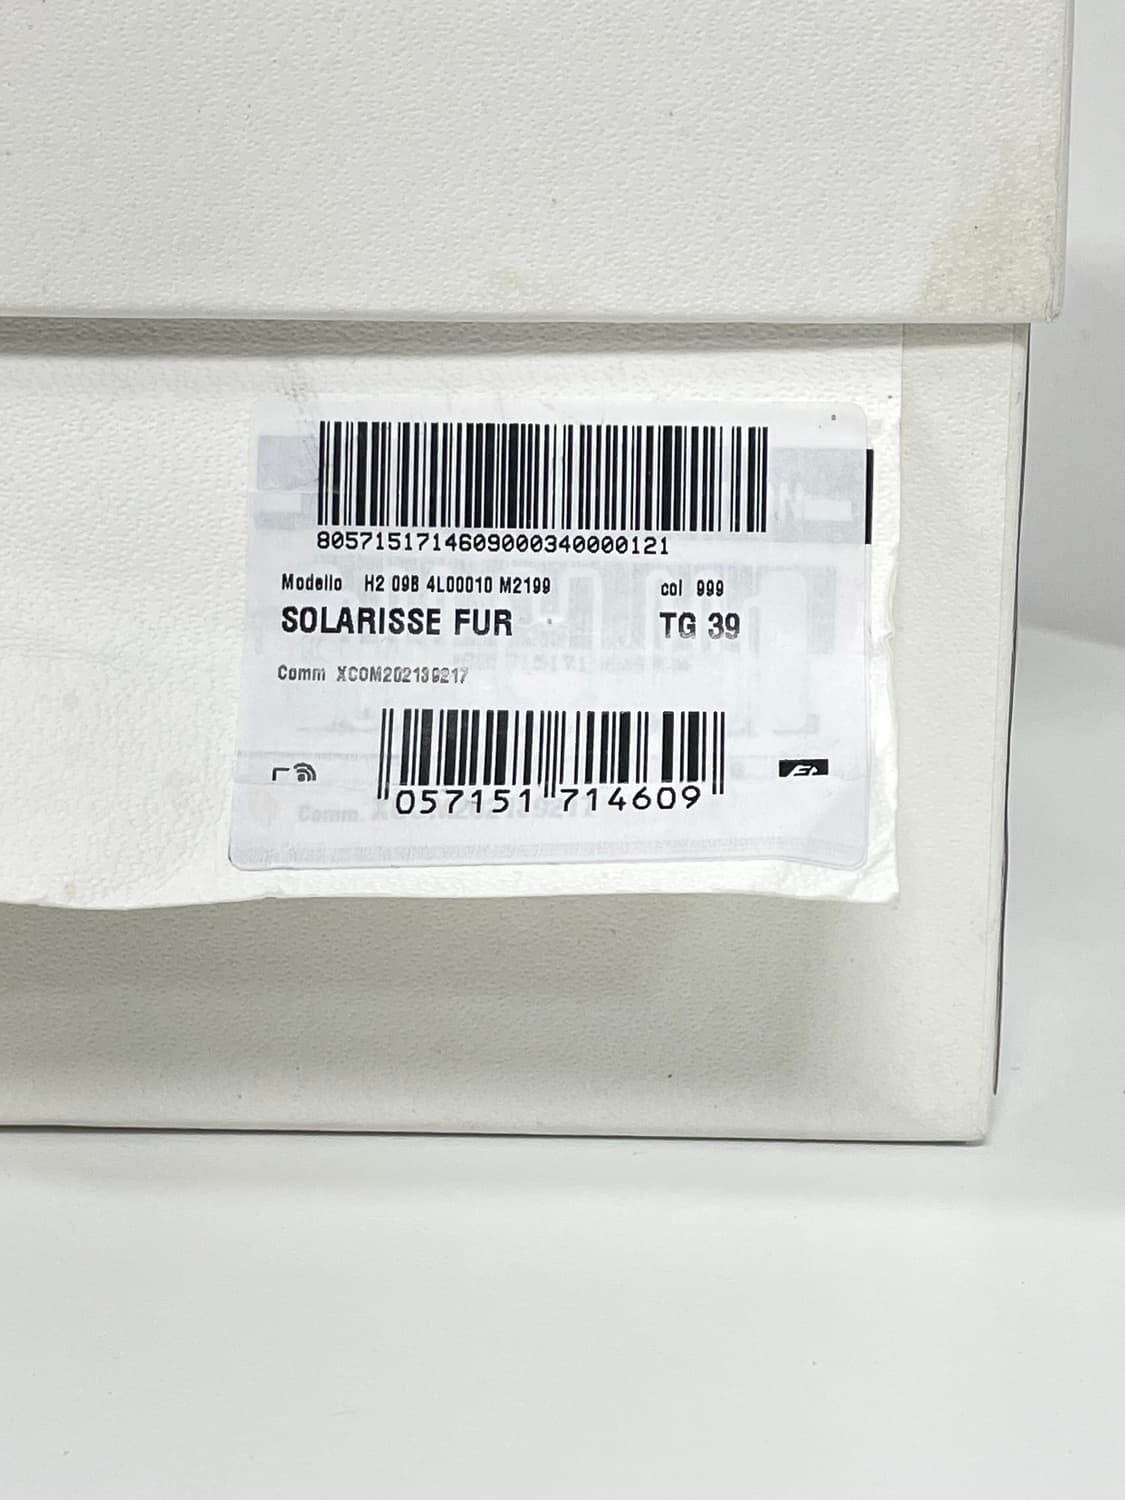 8057151714609000340000121
Modello H2 09B 4L00010 M2199 col 999
SOLARISSE FUR TG 39
Comm XCOM202139217
057151 714609